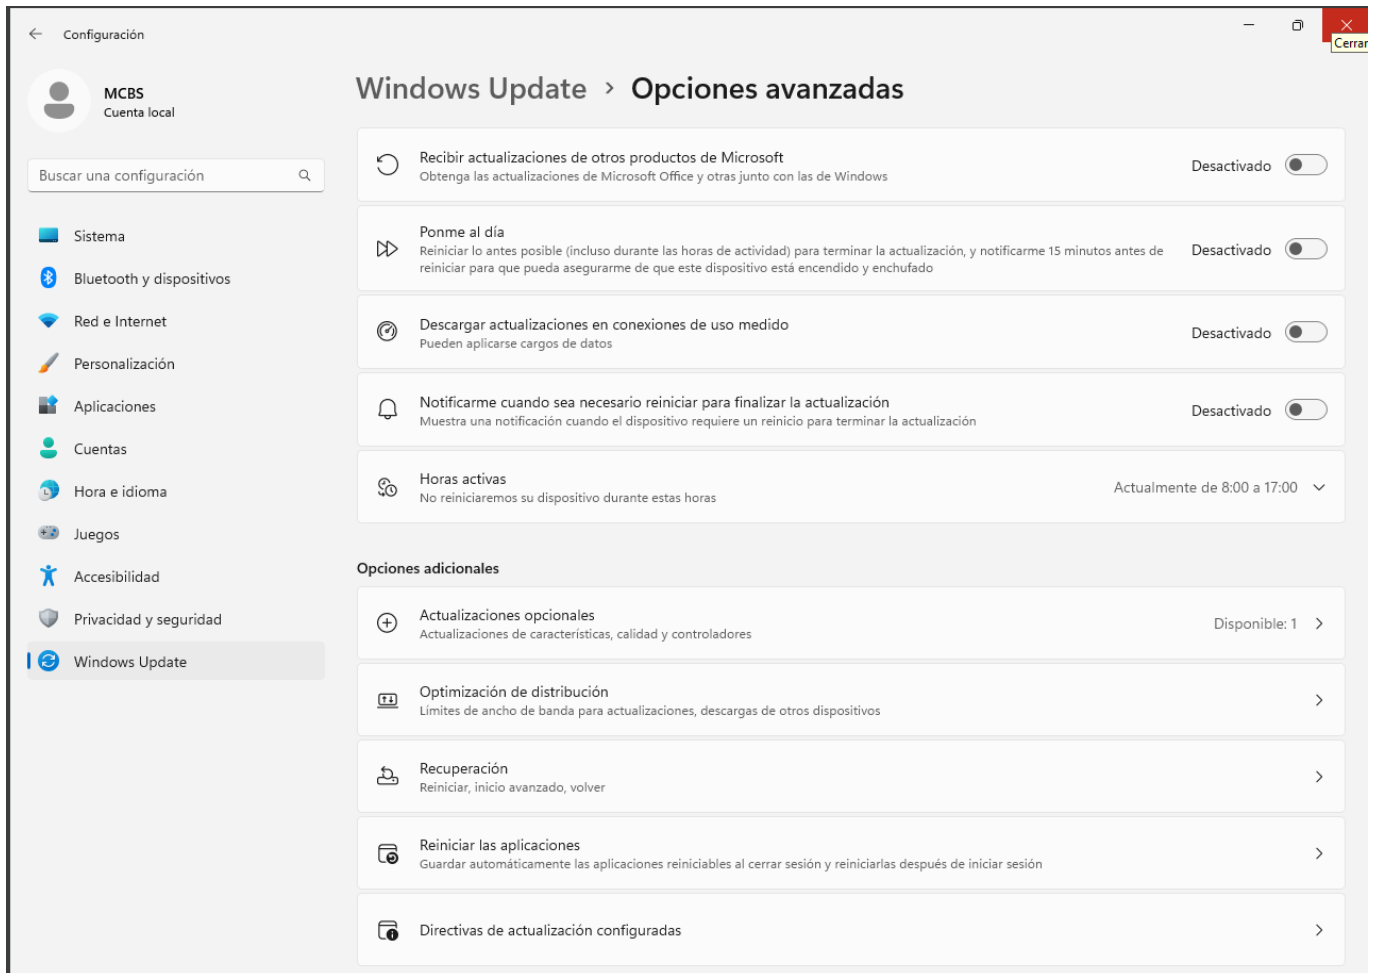 Configuración
Cerrar
MCBS
Cuenta local
Buscar una configuración
Sistema
Bluetooth y dispositivos
Red e Internet
Personalización
Aplicaciones
Cuentas
Hora e idioma
Juegos
Accesibilidad
Privacidad y seguridad
Windows Update
Windows Update > Opciones avanzadas
Recibir actualizaciones de otros productos de Microsoft
Obtenga las actualizaciones de Microsoft Office y otras junto con las de Windows
Desactivado
Ponme al día
Reiniciar lo antes posible (incluso durante las horas de actividad) para terminar la actualización, y notificarme 15 minutos antes de
reiniciar para que pueda asegurarme de que este dispositivo está encendido y enchufado
Desactivado
Descargar actualizaciones en conexiones de uso medido
Pueden aplicarse cargos de datos
Desactivado
Notificarme cuando sea necesario reiniciar para finalizar la actualización
Muestra una notificación cuando el dispositivo requiere un reinicio para terminar la actualización
Desactivado
Horas activas
No reiniciaremos su dispositivo durante estas horas
Actualmente de 8:00 a 17:00
Opciones adicionales
Actualizaciones opcionales
Actualizaciones de características, calidad y controladores
Disponible: 1
Optimización de distribución
Límites de ancho de banda para actualizaciones, descargas de otros dispositivos
Recuperación
Reiniciar, inicio avanzado, volver
Reiniciar las aplicaciones
Guardar automáticamente las aplicaciones reiniciables al cerrar sesión y reiniciarlas después de iniciar sesión
Directivas de actualización configuradas